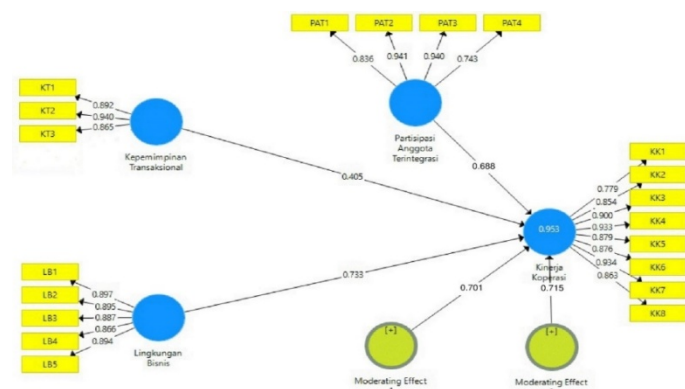 PAT1
PAT2
PAT3
PAT4
0.836
0.941
0.940
0.743
KT1
KT2
KT3
0.892
0.940
0.865
Kepemimpinan
Transaksional
Partisipasi
Anggota
Terintegrasi
0.405
0.688
KK1
KK2
KK3
KK4
KK5
KK6
KK7
KK8
0.779
0.854
0.900
0.933
0.879
0.876
0.934
0.863
0.953
Kinerja
Koperasi
0.733
LB1
LB2
LB3
LB4
LB5
0.897
0.895
0.887
0.866
0.894
Lingkungan
Bisnis
0.701
0.715
[+]
Moderating Effect
[+]
Moderating Effect